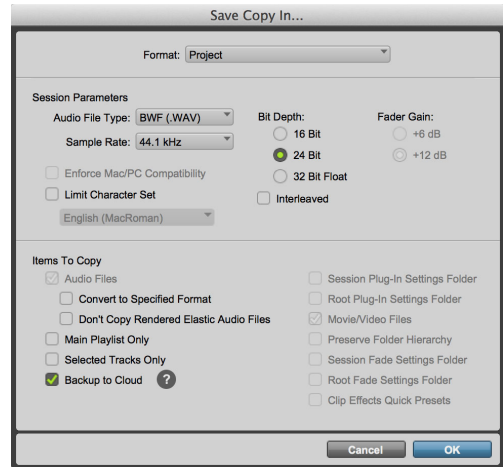 Save Copy In...
Format: Project
Session Parameters
Audio File Type: BWF (.WAV)
Sample Rate: 44.1 kHz
Enforce Mac/PC Compatibility
Limit Character Set
English (MacRoman)
Bit Depth:
16 Bit
24 Bit
32 Bit Float
Interleaved
Fader Gain:
+6 dB
+12 dB
Items To Copy
Audio Files
Convert to Specified Format
Don't Copy Rendered Elastic Audio Files
Main Playlist Only
Selected Tracks Only
Backup to Cloud ?
Session Plug-In Settings Folder
Root Plug-In Settings Folder
Movie/Video Files
Preserve Folder Hierarchy
Session Fade Settings Folder
Root Fade Settings Folder
Clip Effects Quick Presets
Cancel
OK